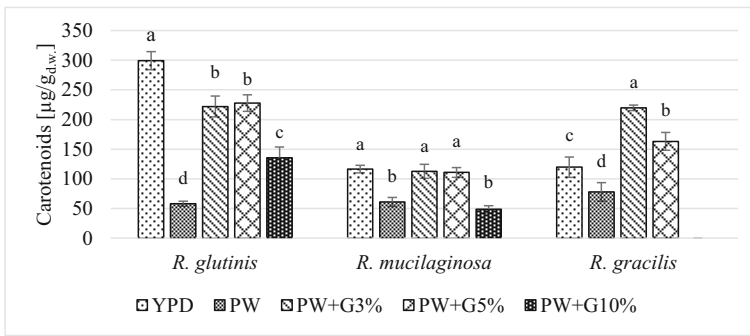 Carotenoids [µg/g d.w.]
350
300
250
200
150
100
50
0
a
d
b
b
c
a
b
a
a
b
c
d
a
b
R. glutinis
R. mucilaginosa
R. gracilis
YPD
PW
PW+G3%
PW+G5%
PW+G10%